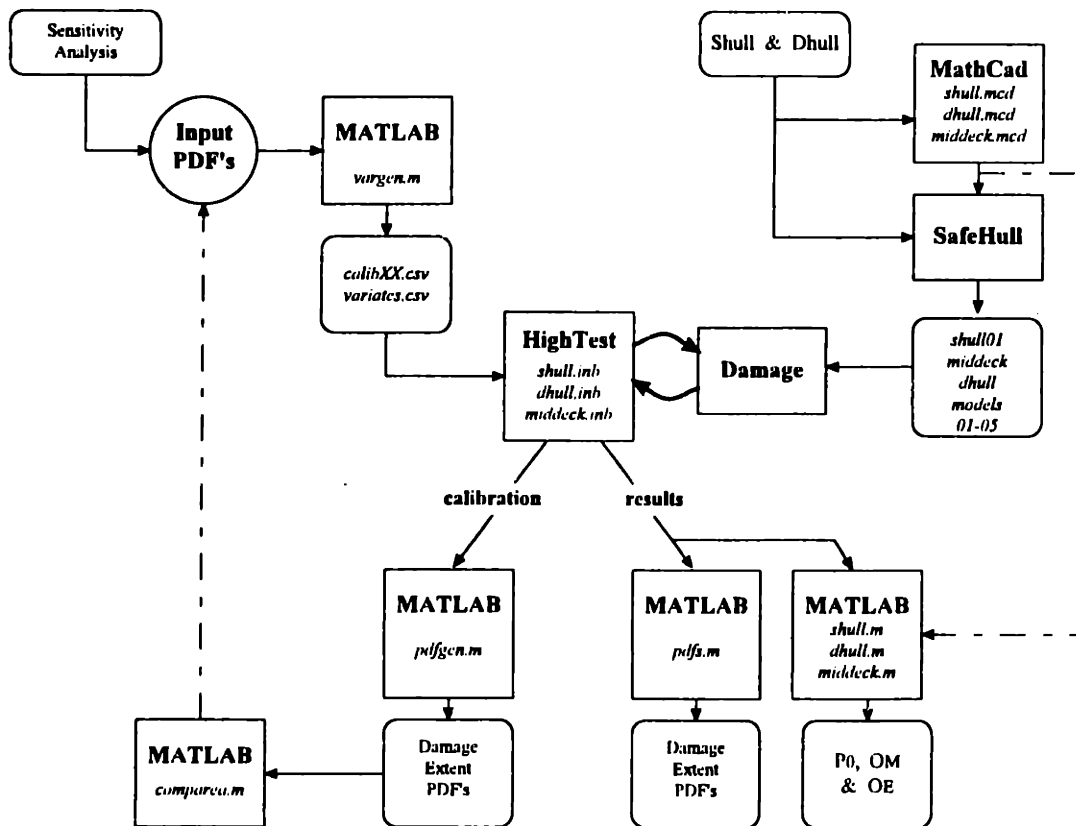 Sensitivity
Analysis
Shull & Dhull
MathCad
shull.mcd
dhull.mcd
middeck.mcd
Input
PDF's
MATLAB
vargen.m
SafeHull
calibXX.csv
variates.csv
HighTest
shull.inb
dhull.inb
middeck.inb
Damage
shull01
middeck
dhull
models
01-05
calibration
results
MATLAB
pdfgen.m
MATLAB
pdfs.m
MATLAB
shull.m
dhull.m
middeck.m
MATLAB
comparea.m
Damage
Extent
PDF's
Damage
Extent
PDF's
P0, OM
& OE